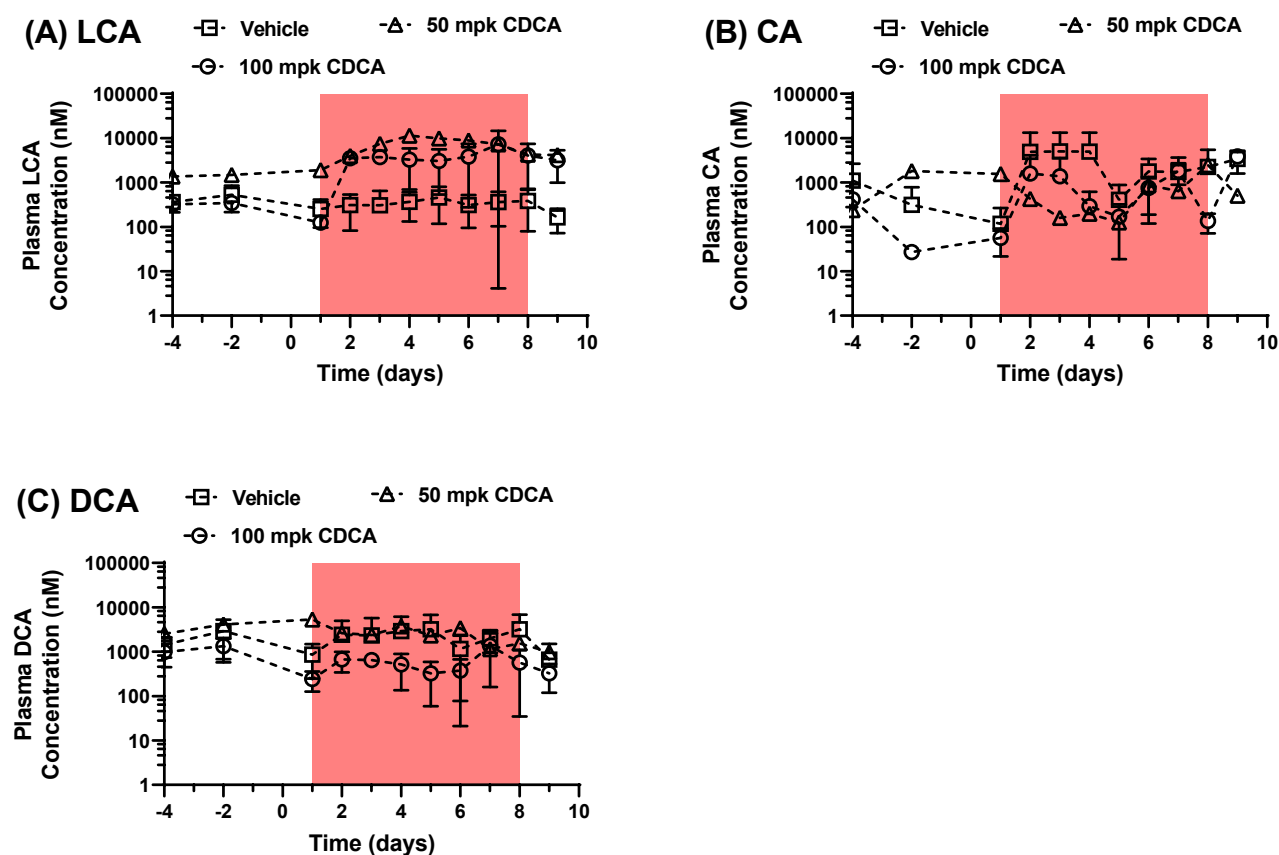 (A) LCA
Vehicle
50 mpk CDCA
100 mpk CDCA
Plasma LCA
Concentration (nM)
100000
10000
1000
100
10
1
-4 -2 0 2 4 6 8 10
Time (days)
(B) CA
Vehicle
50 mpk CDCA
100 mpk CDCA
Plasma CA
Concentration (nM)
100000
10000
1000
100
10
1
-4 -2 0 2 4 6 8 10
Time (days)
(C) DCA
Vehicle
50 mpk CDCA
100 mpk CDCA
Plasma DCA
Concentration (nM)
100000
10000
1000
100
10
1
-4 -2 0 2 4 6 8 10
Time (days)